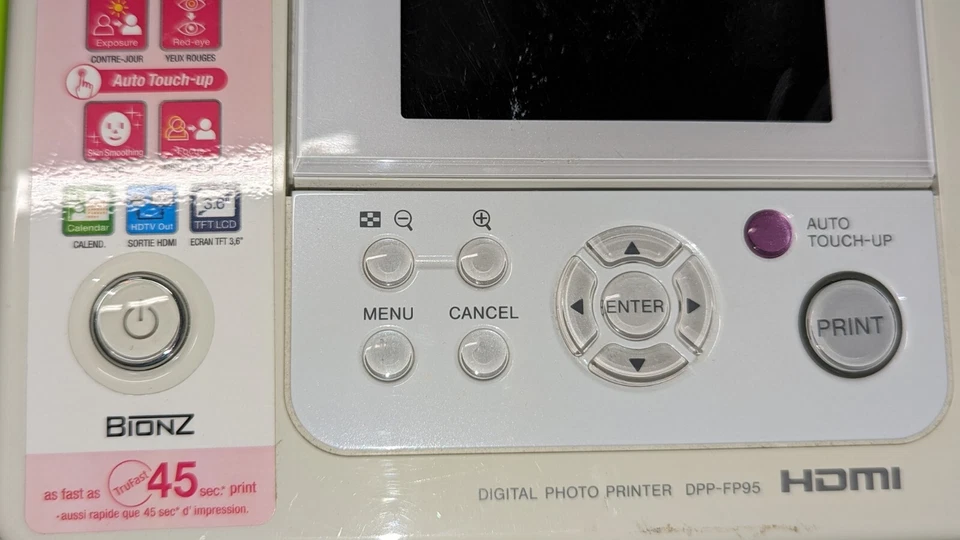 Exposure
Red-eye
CONTRE-JOUR
YEUX ROUGES
Auto Touch-up
Skin Smoothing
Calendar
HDTV Out
3.6"
TFT LCD
CALEND.
SORTIE HDMI
ECRAN TFT 3,6"
BIONZ
as fast as TruFast 45 sec.* print
-aussi rapide que 45 sec* d' impression.
MENU
CANCEL
ENTER
AUTO
TOUCH-UP
PRINT
DIGITAL PHOTO PRINTER DPP-FP95 HDMI